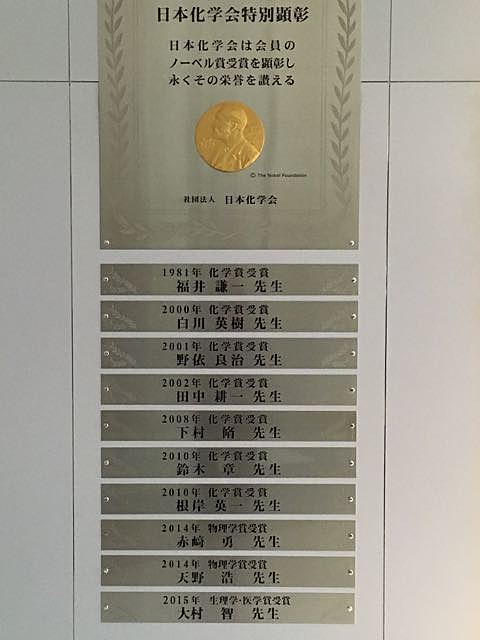 日本化学会特別顕彰
日本化学会は会員の
ノーベル賞受賞を顕彰し
永くその栄誉を讃える
© The Nobel Foundation
社団法人 日本化学会
1981年 化学賞受賞
福井 謙一 先生
2000年 化学賞受賞
白川 英樹 先生
2001年 化学賞受賞
野依 良治 先生
2002年 化学賞受賞
田中 耕一 先生
2008年 化学賞受賞
下村 脩 先生
2010年 化学賞受賞
鈴木 章 先生
2010年 化学賞受賞
根岸 英一 先生
2014年 物理学賞受賞
赤﨑 勇 先生
2014年 物理学賞受賞
天野 浩 先生
2015年 生理学・医学賞受賞
大村 智 先生